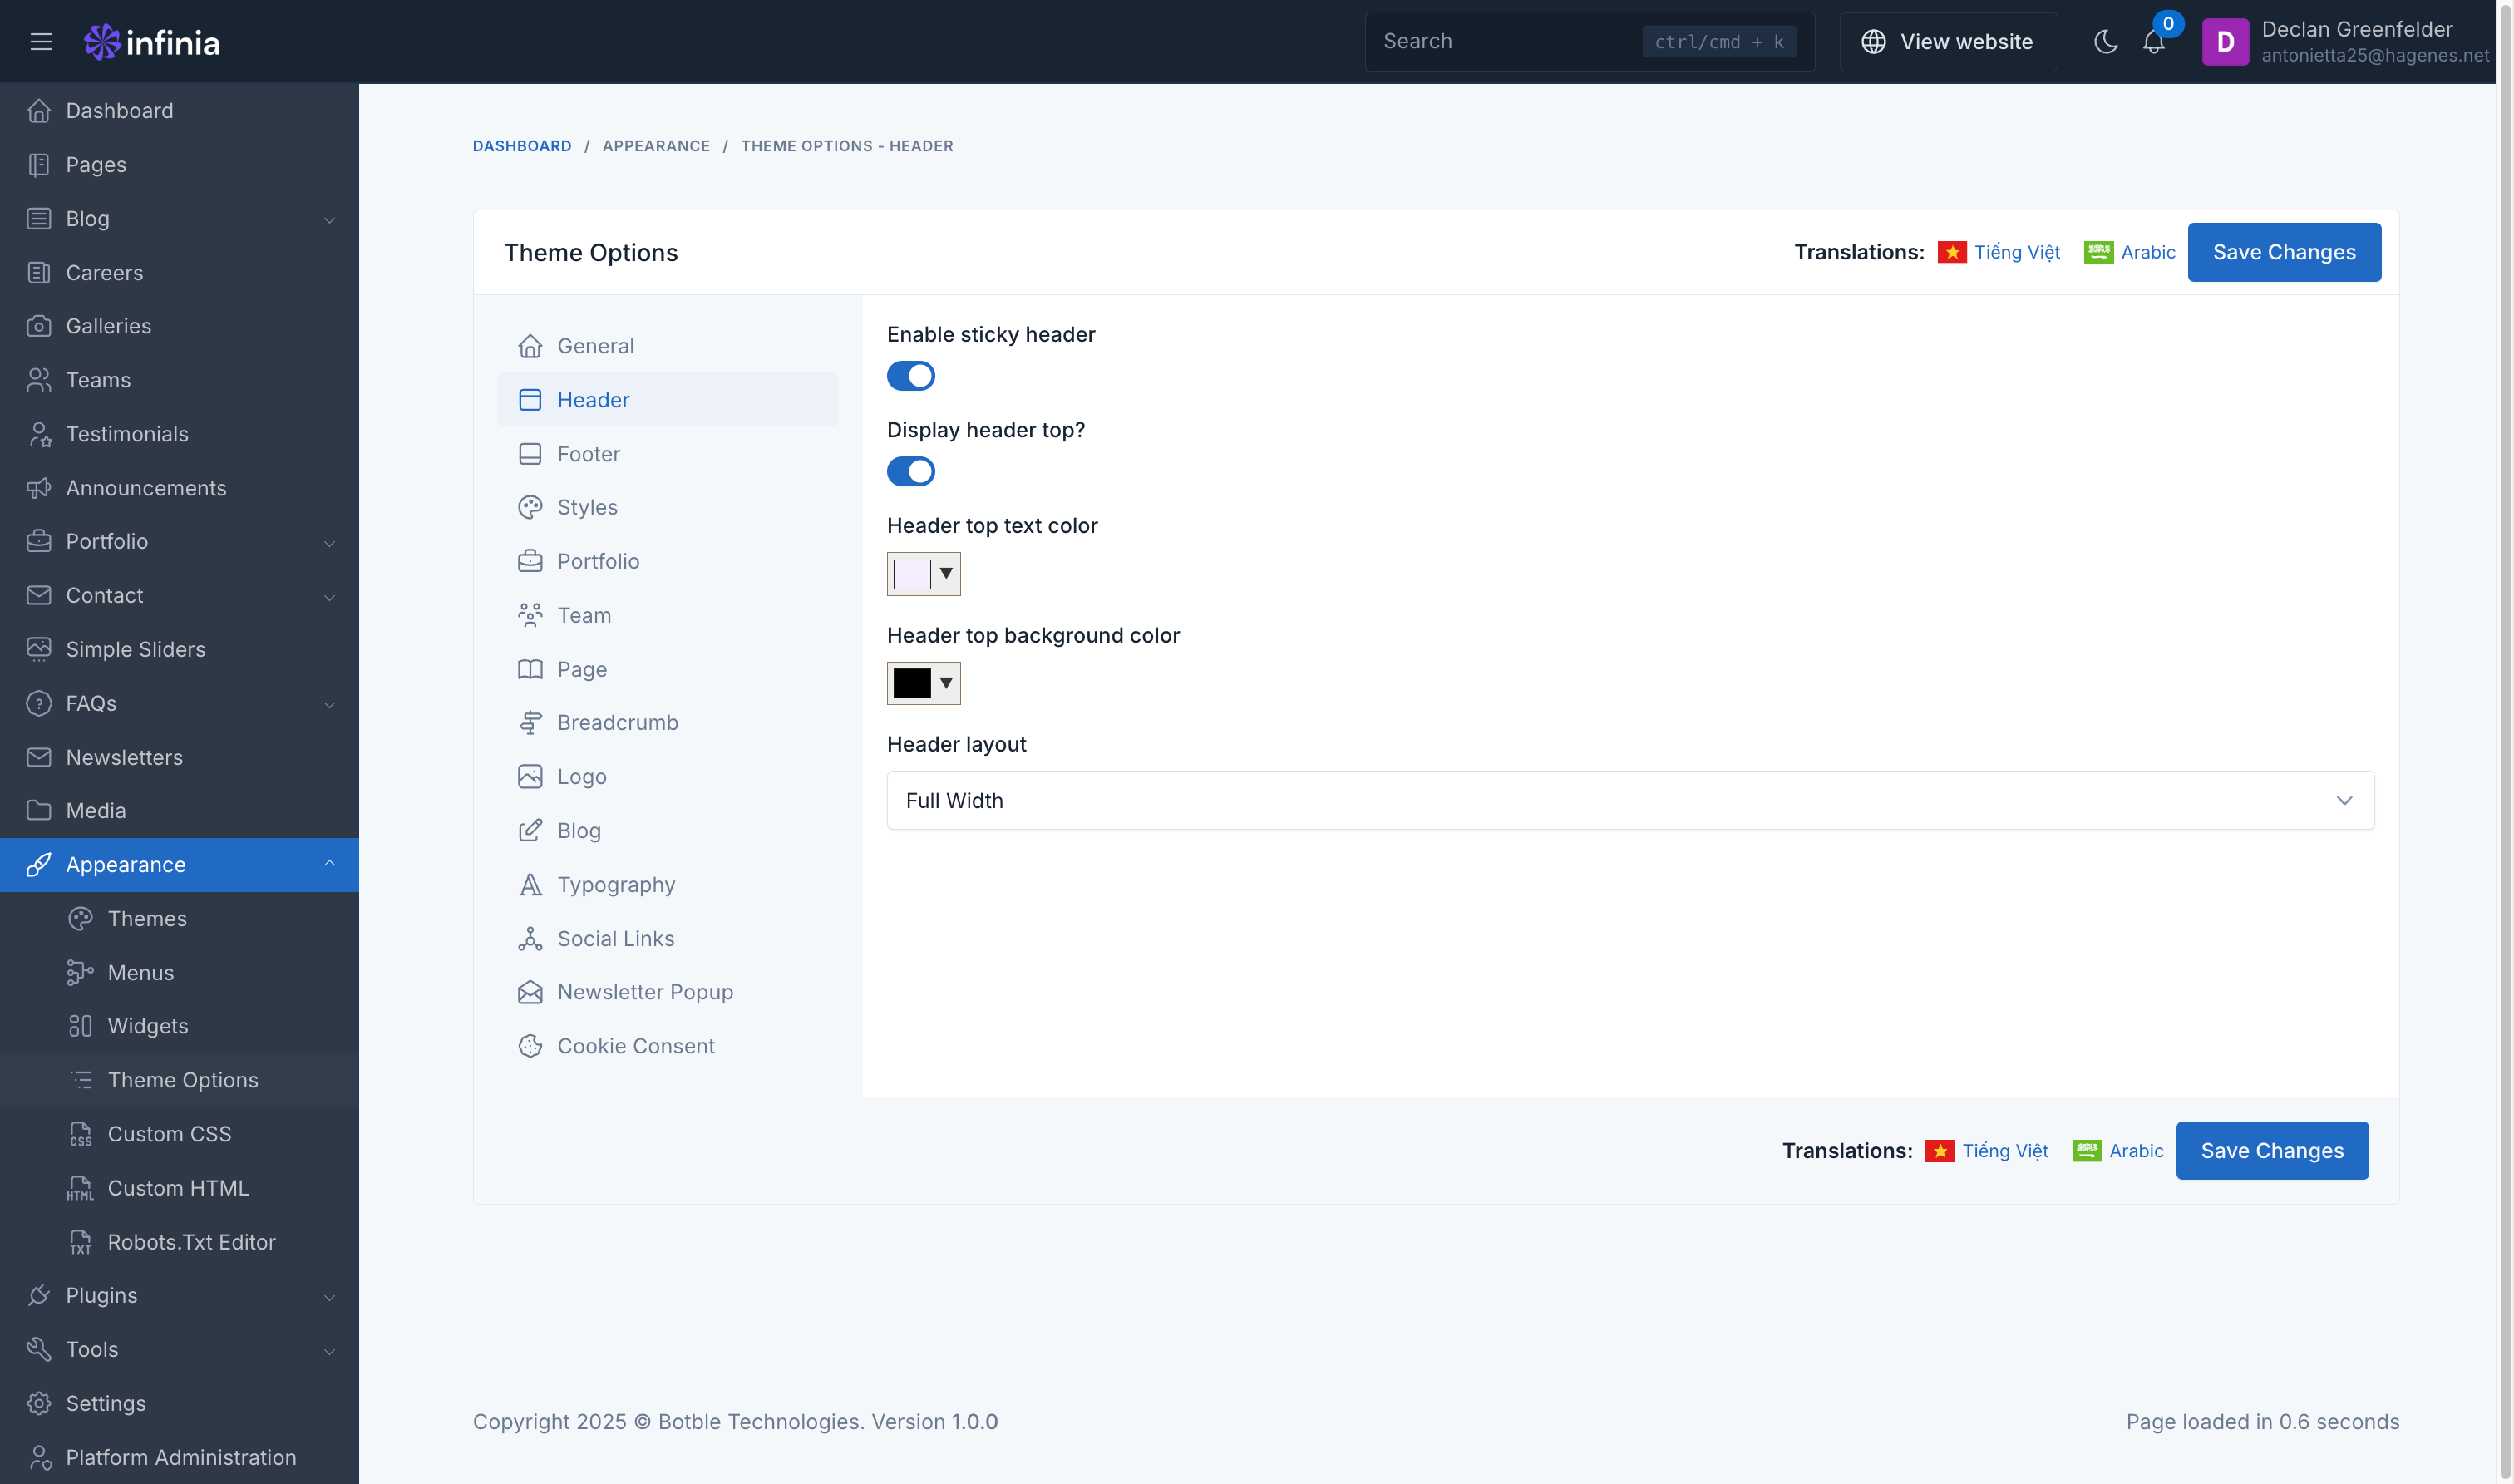 infinia
Search ctrl/cmd + k
View website
0
D
Declan Greenfelder
antonietta25@hagenes.net
Dashboard
Pages
Blog
Careers
Galleries
Teams
Testimonials
Announcements
Portfolio
Contact
Simple Sliders
FAQs
Newsletters
Media
Appearance
Themes
Menus
Widgets
Theme Options
CSS Custom CSS
HTML Custom HTML
TXT Robots.Txt Editor
Plugins
Tools
Settings
Platform Administration
DASHBOARD / APPEARANCE / THEME OPTIONS - HEADER
Theme Options
Translations: Tiếng Việt Arabic Save Changes
General
Header
Footer
Styles
Portfolio
Team
Page
Breadcrumb
Logo
Blog
Typography
Social Links
Newsletter Popup
Cookie Consent
Enable sticky header
Display header top?
Header top text color
Header top background color
Header layout
Full Width
Translations: Tiếng Việt Arabic Save Changes
Copyright 2025 © Botble Technologies. Version 1.0.0
Page loaded in 0.6 seconds